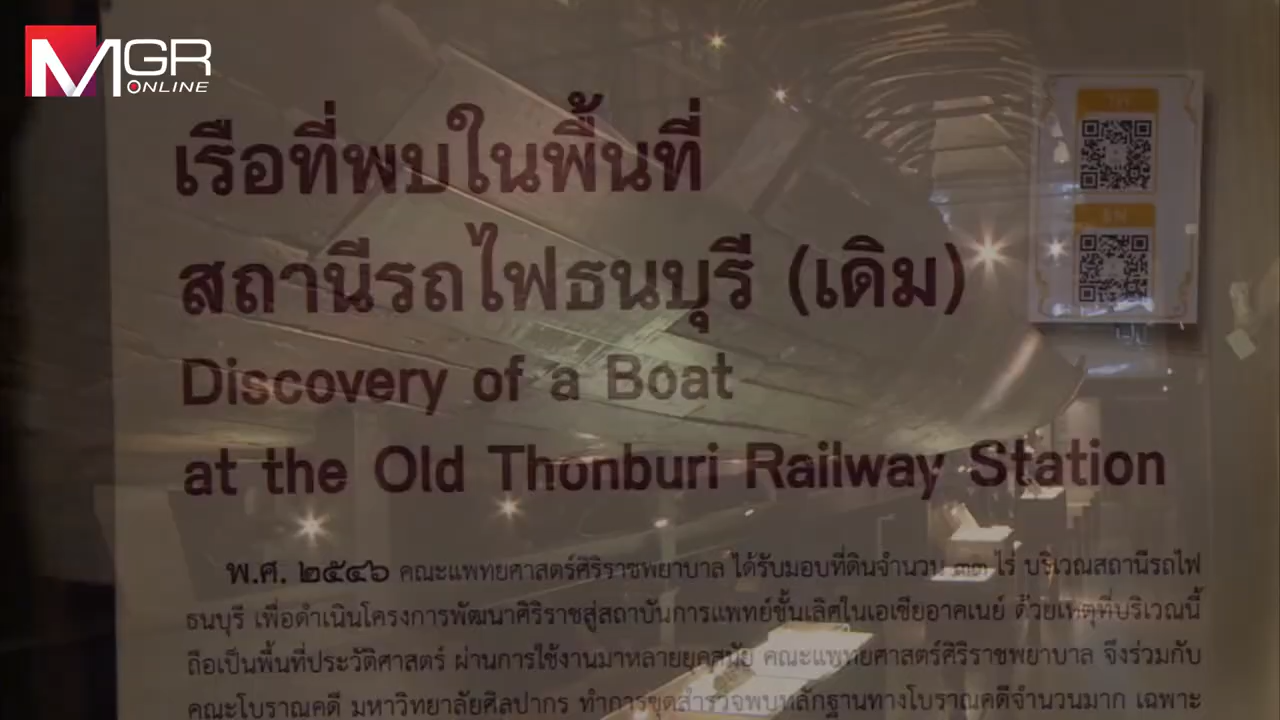 MGR
ONLINE
เรือที่พบในพื้นที่
สถานีรถไฟธนบุรี (เดิม)
Discovery of a Boat
at the Old Thonburi Railway Station
TH
EN
พ.ศ. ๒๕๔๖ คณะแพทยศาสตร์ศิริราชพยาบาล ได้รับมอบที่ดินจำนวน ๓๓ ไร่ บริเวณสถานีรถไฟ
ธนบุรี เพื่อดำเนินโครงการพัฒนาศิริราชสู่สถาบันการแพทย์ชั้นเลิศในเอเชียอาคเนย์ ด้วยเหตุที่บริเวณนี้
ถือเป็นพื้นที่ประวัติศาสตร์ ผ่านการใช้งานมาหลายยุคสมัย คณะแพทยศาสตร์ศิริราชพยาบาล จึงร่วมกับ
คณะโบราณคดี มหาวิทยาลัยศิลปากร ทำการขุดสำรวจพบหลักฐานทางโบราณคดีจำนวนมาก เฉพาะ